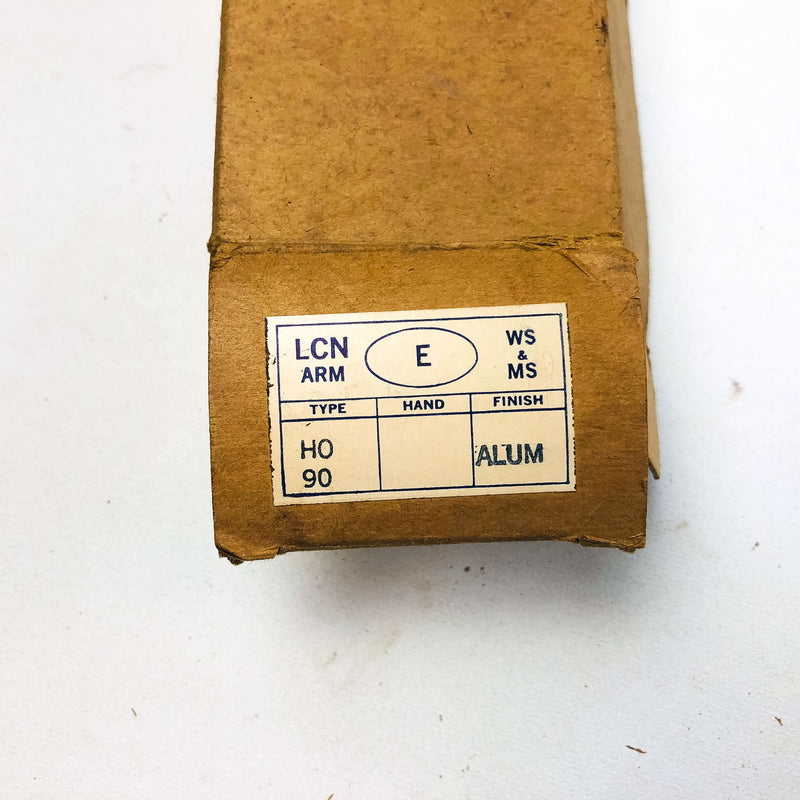 LCN
ARM
E
WS
&
MS
TYPE HAND FINISH
HO
90
ALUM